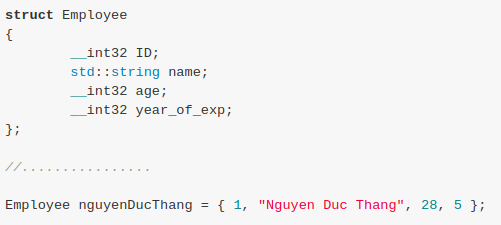 struct Employee
{
        __int32 ID;
        std::string name;
        __int32 age;
        __int32 year_of_exp;
};
//................
Employee nguyenDucThang = { 1, "Nguyen Duc Thang", 28, 5 };